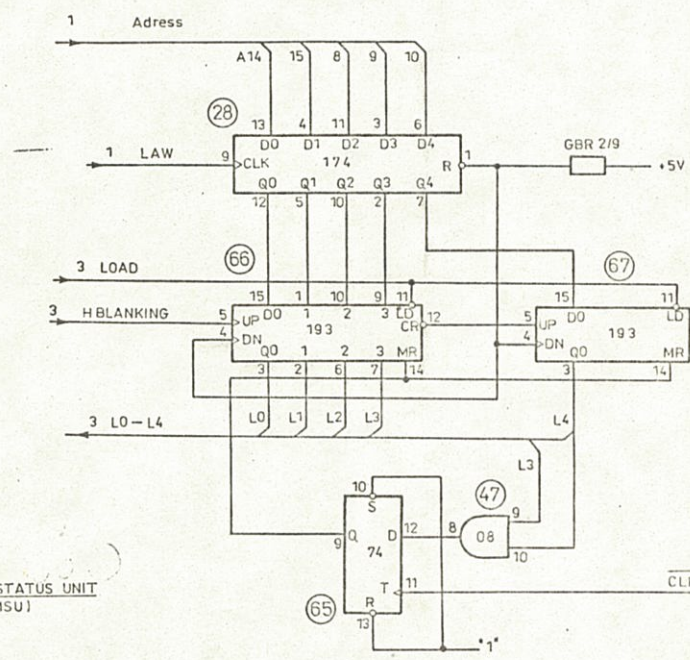 1 Adress
A14 15 8 9 10
28
13 4 11 3 6
D0 D1 D2 D3 D4
GBR 2/9
1 LAW 9 CLK 174 R 1 +5V
Q0 Q1 Q2 Q3 Q4
12 5 10 2 7
66 67
3 LOAD
15 1 10 9 11 15 11
3 H BLANKING 5 UP D0 1 2 3 LD 12 5 UP D0 LD
4 DN 193 CR 4 DN 193
Q0 1 2 3 MR Q0 MR
3 2 6 7 14 3 14
L0 L1 L2 L3 L4
3 L0-L4
L3
10 S 47
9
Q D 12 8 08
9 74 10
T 11
STATUS UNIT
65 R
13
"1"